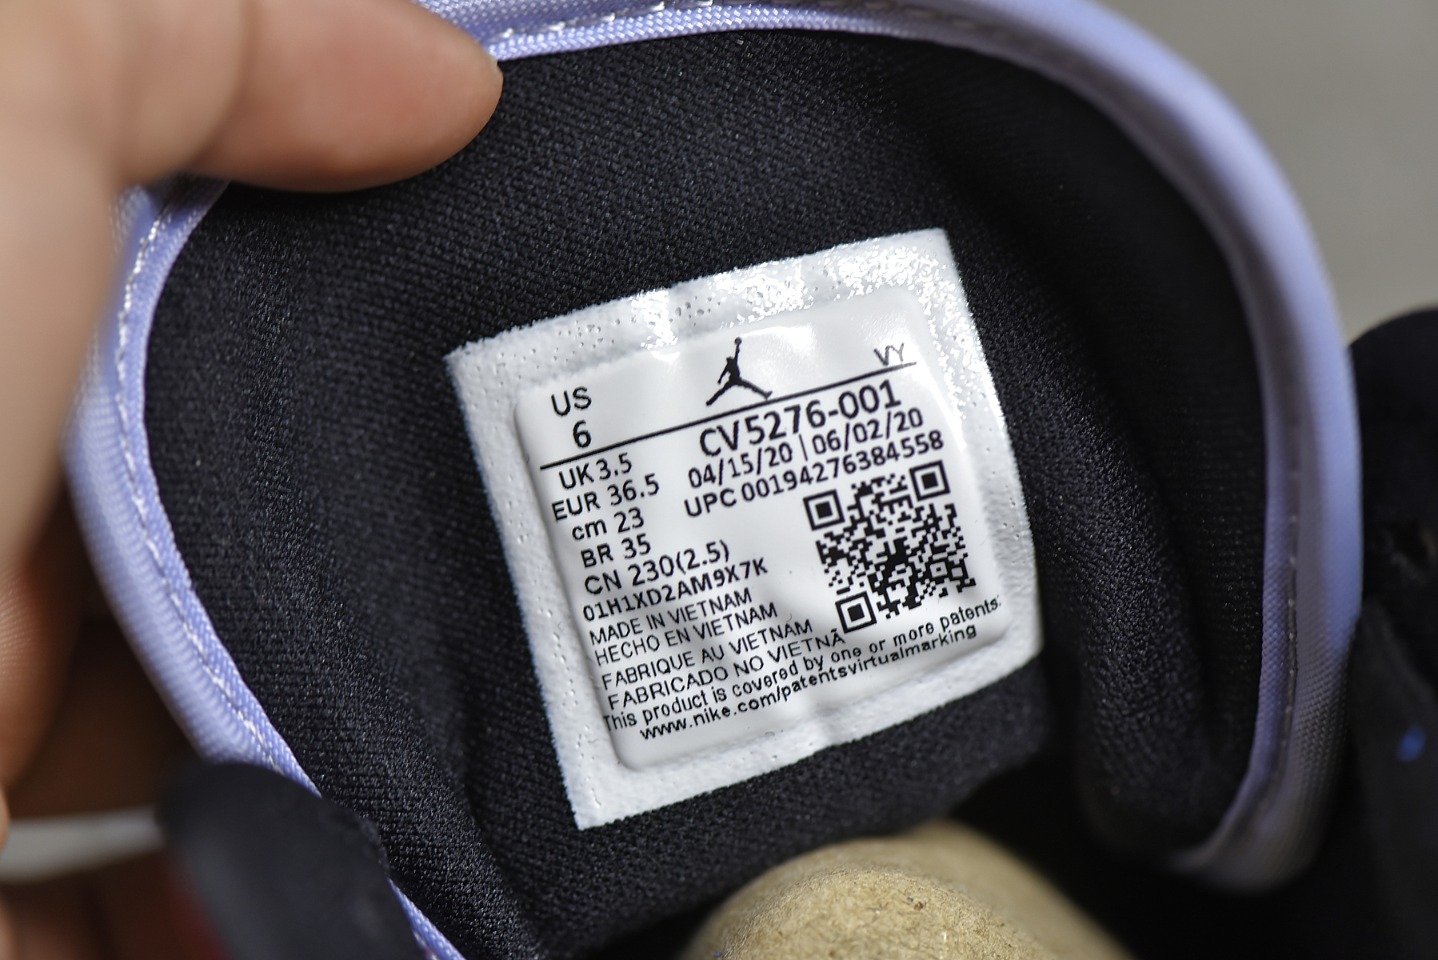 US
6
VY
CV5276-001
04/15/20 | 06/02/20
UPC 00194276384558
UK 3.5
EUR 36.5
cm 23
BR 35
CN 230(2.5)
01H1XD2AM9X7K
MADE IN VIETNAM
HECHO EN VIETNAM
FABRIQUE AU VIETNAM
FABRICADO NO VIETNÃ
This product is covered by one or more patents.
www.nike.com/patentsvirtualmarking